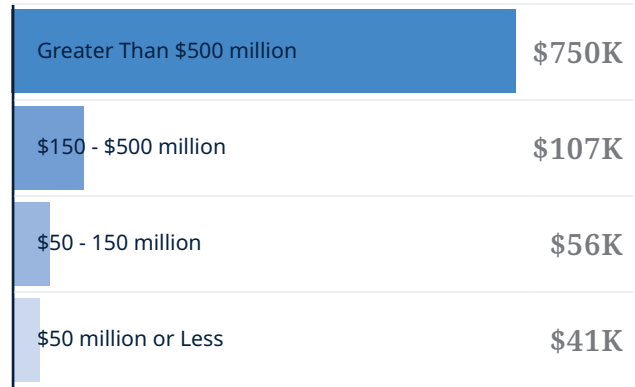 Greater Than $500 million $750K
$150 - $500 million $107K
$50 - 150 million $56K
$50 million or Less $41K